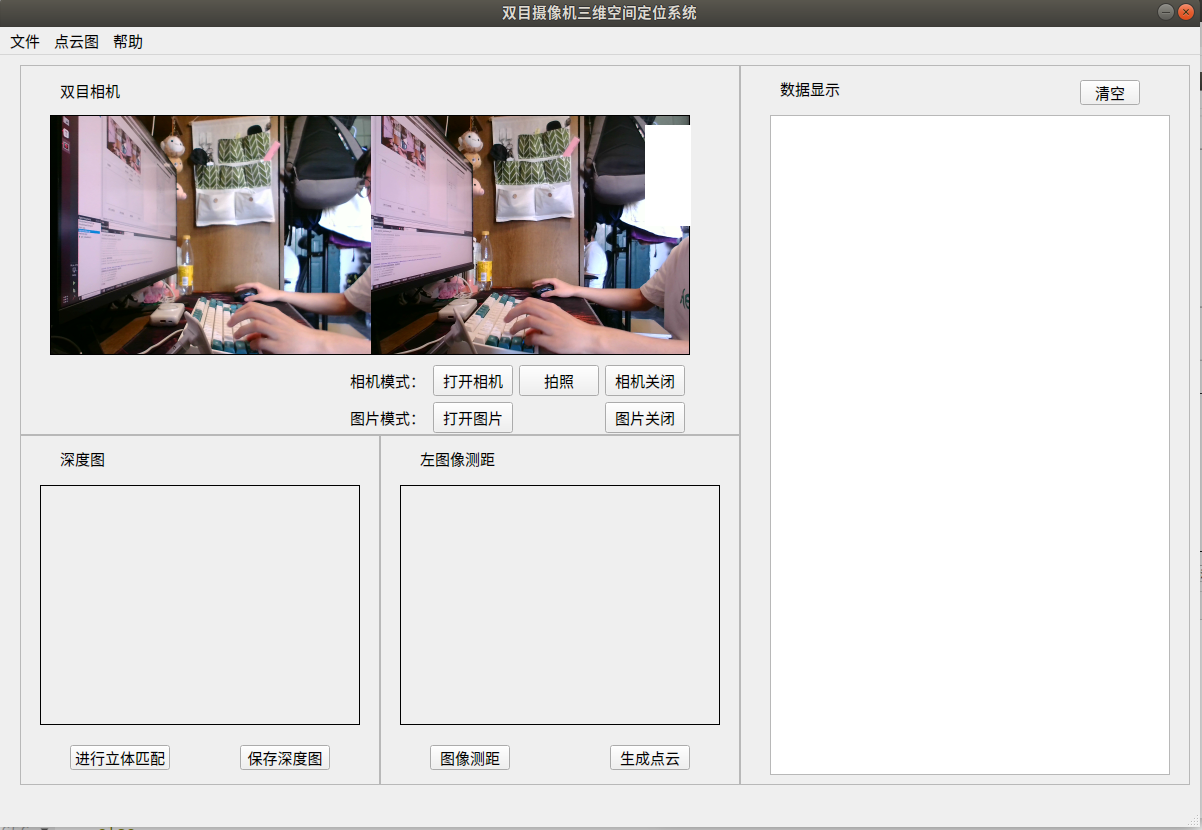 双目摄像机三维空间定位系统
文件 点云图 帮助
双目相机
数据显示
清空
相机模式： 打开相机 拍照 相机关闭
图片模式： 打开图片 图片关闭
深度图
左图像测距
进行立体匹配 保存深度图
图像测距 生成点云